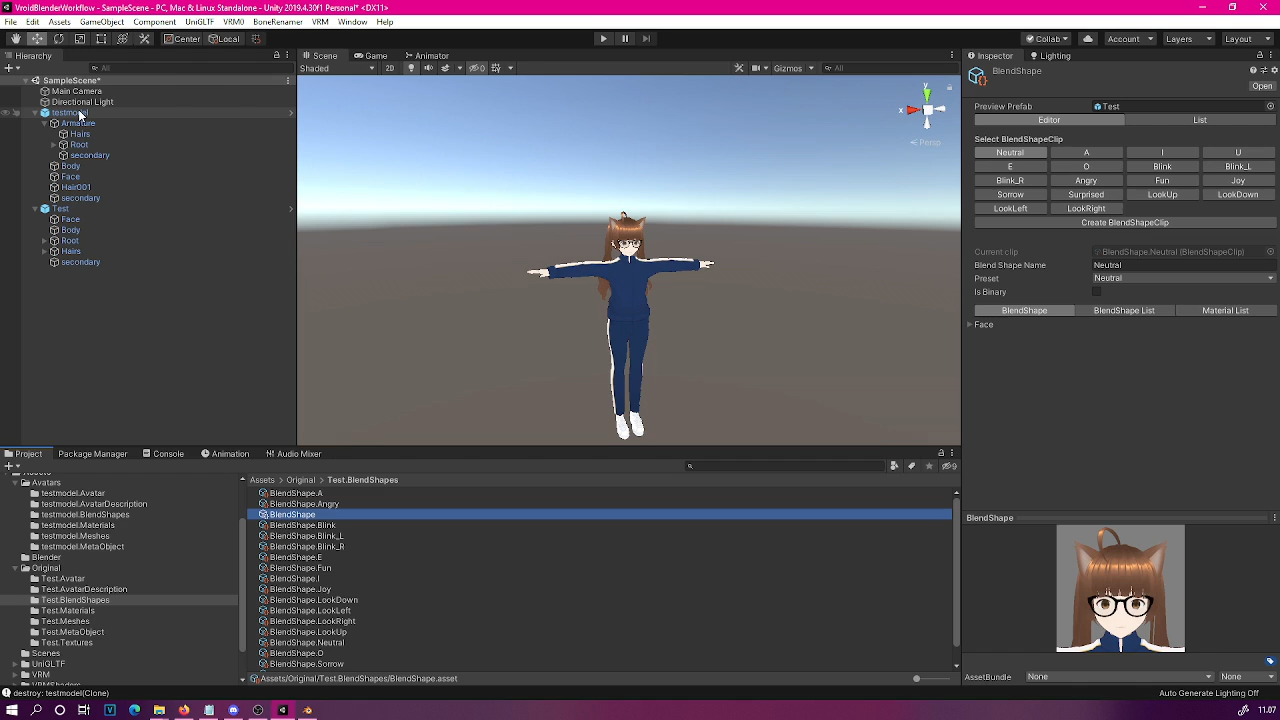 VroidBlenderWorkflow - SampleScene - PC, Mac & Linux Standalone - Unity 2019.4.30f1 Personal* <DX11>
File Edit Assets GameObject Component UniGLTF VRM0 BoneRenamer VRM Window Help
Center Local Collab Account Layers Layout
Hierarchy
All
SampleScene*
Main Camera
Directional Light
testmodel
Armature
Hairs
Root
secondary
Body
Face
Hair001
secondary
Test
Face
Body
Root
Hairs
secondary
Scene Game Animator
Shaded 2D 0 Gizmos All
y
x
Persp
Inspector Lighting
BlendShape
Open
Preview Prefab Test
Editor List
Select BlendShapeClip
Neutral A I U
E O Blink Blink_L
Blink_R Angry Fun Joy
Sorrow Surprised LookUp LookDown
LookLeft LookRight
Create BlendShapeClip
Current clip BlendShape.Neutral (BlendShapeClip)
Blend Shape Name Neutral
Preset Neutral
Is Binary
BlendShape BlendShape List Material List
Face
Project Package Manager Console Animation Audio Mixer
9
Assets
Avatars
testmodel.Avatar
testmodel.AvatarDescription
testmodel.BlendShapes
testmodel.Materials
testmodel.Meshes
testmodel.MetaObject
Blender
Original
Test.Avatar
Test.AvatarDescription
Test.BlendShapes
Test.Materials
Test.Meshes
Test.MetaObject
Test.Textures
Scenes
UniGLTF
VRM
VRMShaders
Assets Original Test.BlendShapes
BlendShape.A
BlendShape.Angry
BlendShape
BlendShape.Blink
BlendShape.Blink_L
BlendShape.Blink_R
BlendShape.E
BlendShape.Fun
BlendShape.I
BlendShape.Joy
BlendShape.LookDown
BlendShape.LookLeft
BlendShape.LookRight
BlendShape.LookUp
BlendShape.Neutral
BlendShape.O
BlendShape.Sorrow
Assets/Original/Test.BlendShapes/BlendShape.asset
BlendShape
AssetBundle None None
destroy: testmodel(Clone)
Auto Generate Lighting Off
11.07